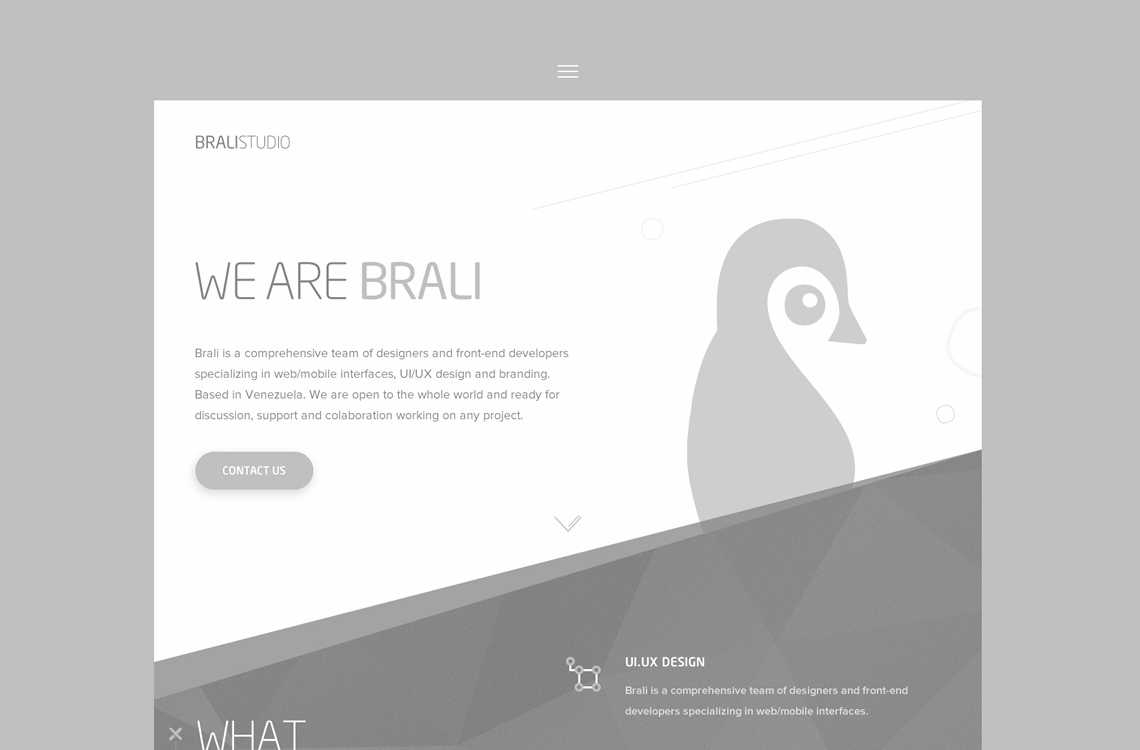 BRALISTUDIO
WE ARE BRALI
Brali is a comprehensive team of designers and front-end developers
specializing in web/mobile interfaces, UI/UX design and branding.
Based in Venezuela. We are open to the whole world and ready for
discussion, support and colaboration working on any project.
CONTACT US
UI.UX DESIGN
Brali is a comprehensive team of designers and front-end
developers specializing in web/mobile interfaces.
WHAT